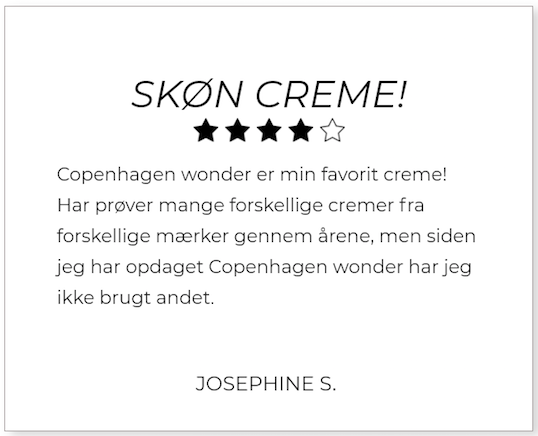 SKØN CREME!
Copenhagen wonder er min favorit creme!
Har prøver mange forskellige cremer fra
forskellige mærker gennem årene, men siden
jeg har opdaget Copenhagen wonder har jeg
ikke brugt andet.
JOSEPHINE S.